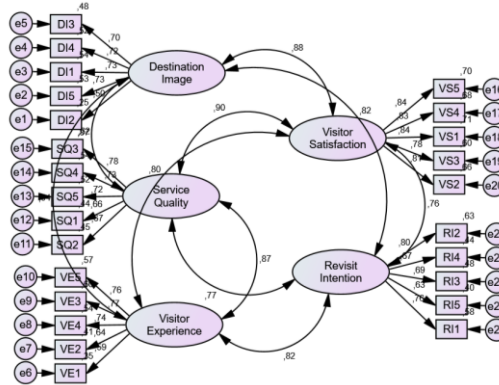 ,48
e5
DI3
,70
e4
DI4
,72
e3
DI1
,73
e2
DI5
e1
DI2
Destination
Image
,88
,90
,82
Visitor
Satisfaction
,70
,84
VS5
VS4
,84
VS1
,78
VS3
VS2
e15
SQ3
,78
e14
SQ4
e13
SQ5
,72
e12
SQ1
,66
e11
SQ2
,80
Service
Quality
,76
,87
,77
Revisit
Intention
,63
,80
RI2
RI4
,69
RI3
,63
RI5
RI1
,57
e10
,76
e9
VE3
e8
VE4
,74
e7
VE2
,64
e6
VE1
Visitor
Experience
,82